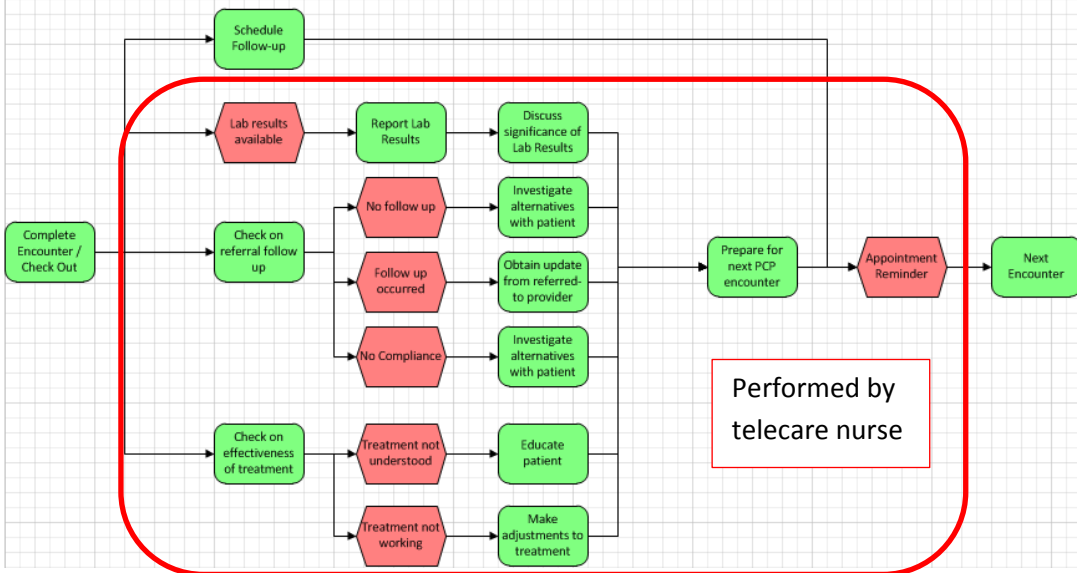 Schedule
Follow-up
Lab results
available
Report Lab
Results
Discuss
significance of
Lab Results
No follow up
Investigate
alternatives
with patient
Complete
Encounter /
Check Out
Check on
referral follow
up
Follow up
occurred
Obtain update
from referred-
to provider
Prepare for
next PCP
encounter
Appointment
Reminder
Next
Encounter
No Compliance
Investigate
alternatives
with patient
Performed by
telecare nurse
Check on
effectiveness
of treatment
Treatment not
understood
Educate
patient
Treatment not
working
Make
adjustments to
treatment